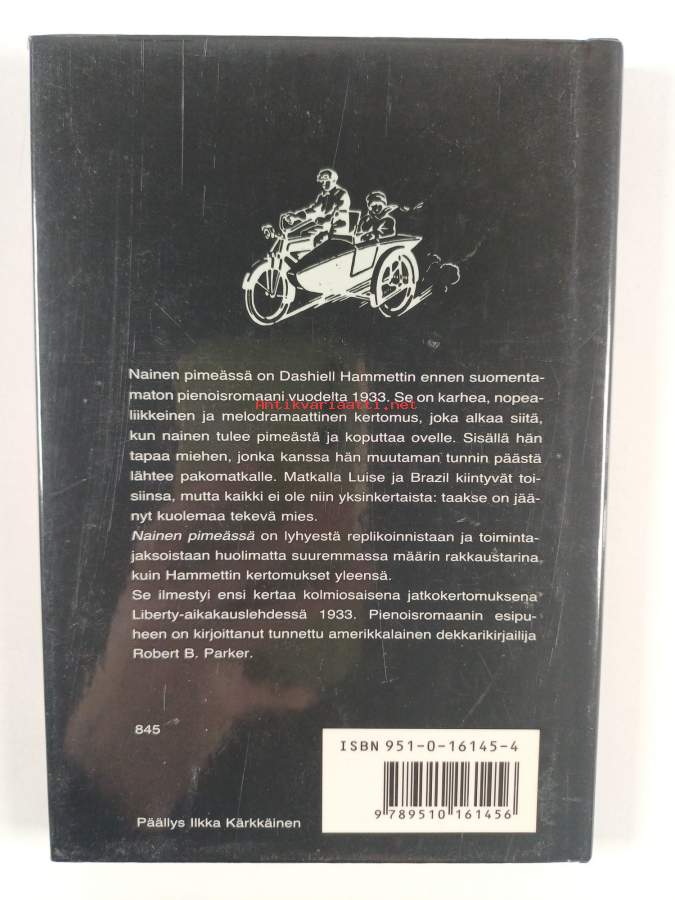 Nainen pimeässä on Dashiell Hammettin ennen suomenta-
maton pienoisromaani vuodelta 1933. Se on karhea, nopea-
Antikvariaatti.net
liikkeinen ja melodramaattinen kertomus, joka alkaa siitä,
kun nainen tulee pimeästä ja koputtaa ovelle. Sisällä hän
tapaa miehen, jonka kanssa hän muutaman tunnin päästä
lähtee pakomatkalle. Matkalla Luise ja Brazil kiintyvät toi-
siinsa, mutta kaikki ei ole niin yksinkertaista: taakse on jää-
nyt kuolemaa tekevä mies.
Nainen pimeässä on lyhyestä replikoinnistaan ja toiminta-
jaksoistaan huolimatta suuremmassa määrin rakkaustarina
kuin Hammettin kertomukset yleensä.
Se ilmestyi ensi kertaa kolmiosaisena jatkokertomuksena
Liberty-aikakauslehdessä 1933. Pienoisromaanin esipu-
heen on kirjoittanut tunnettu amerikkalainen dekkarikirjailija
Robert B. Parker.
845
ISBN 951-0-16145-4
9 789510 161456
Päällys Ilkka Kärkkäinen